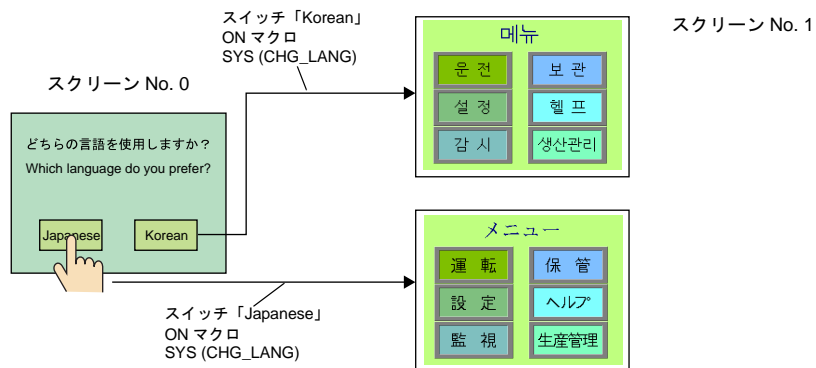 スイッチ「Korean」
ON マクロ
SYS (CHG_LANG)
スクリーン No. 1
スクリーン No. 0
どちらの言語を使用しますか？
Which language do you prefer?
Japanese
Korean
메뉴
운 전
보 관
설 정
헬 프
감 시
생산관리
メニュー
運 転
保 管
設 定
ヘルプ
監 視
生産管理
スイッチ「Japanese」
ON マクロ
SYS (CHG_LANG)